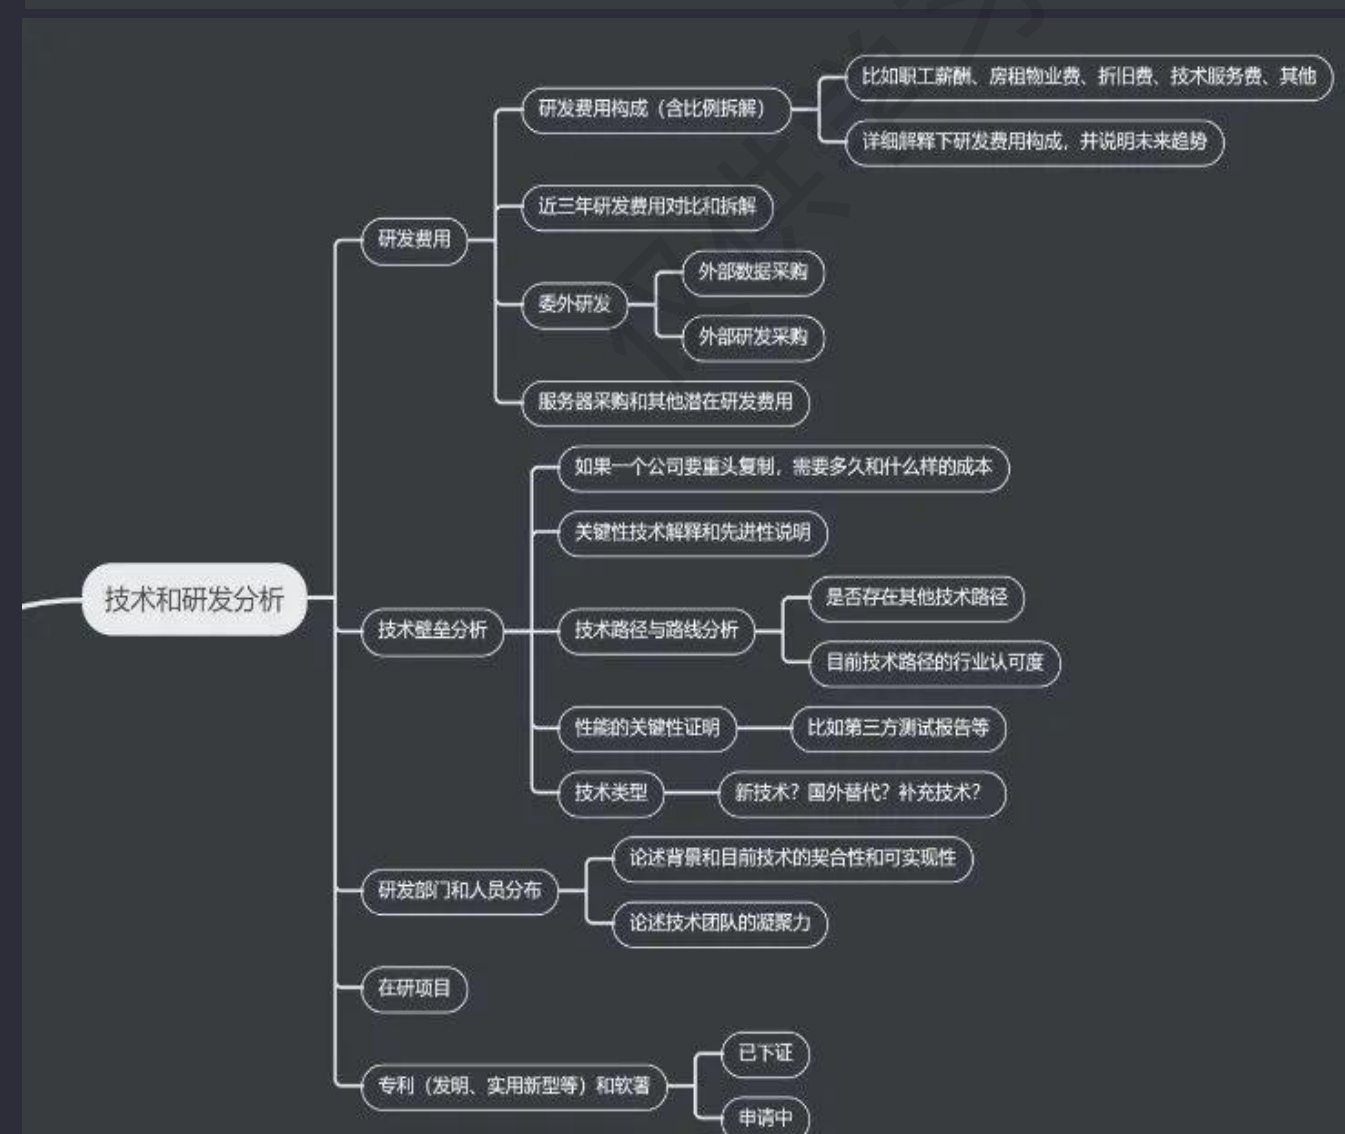 技术和研发分析
研发费用
研发费用构成（含比例拆解）
比如职工薪酬、房租物业费、折旧费、技术服务费、其他
详细解释下研发费用构成，并说明未来趋势
近三年研发费用对比和拆解
委外研发
外部数据采购
外部研发采购
服务器采购和其他潜在研发费用
技术壁垒分析
如果一个公司要重头复制，需要多久和什么样的成本
关键性技术解释和先进性说明
技术路径与路线分析
是否存在其他技术路径
目前技术路径的行业认可度
性能的关键性证明
比如第三方测试报告等
技术类型
新技术？国外替代？补充技术？
研发部门和人员分布
论述背景和目前技术的契合性和可实现性
论述技术团队的凝聚力
在研项目
专利（发明、实用新型等）和软著
已下证
申请中